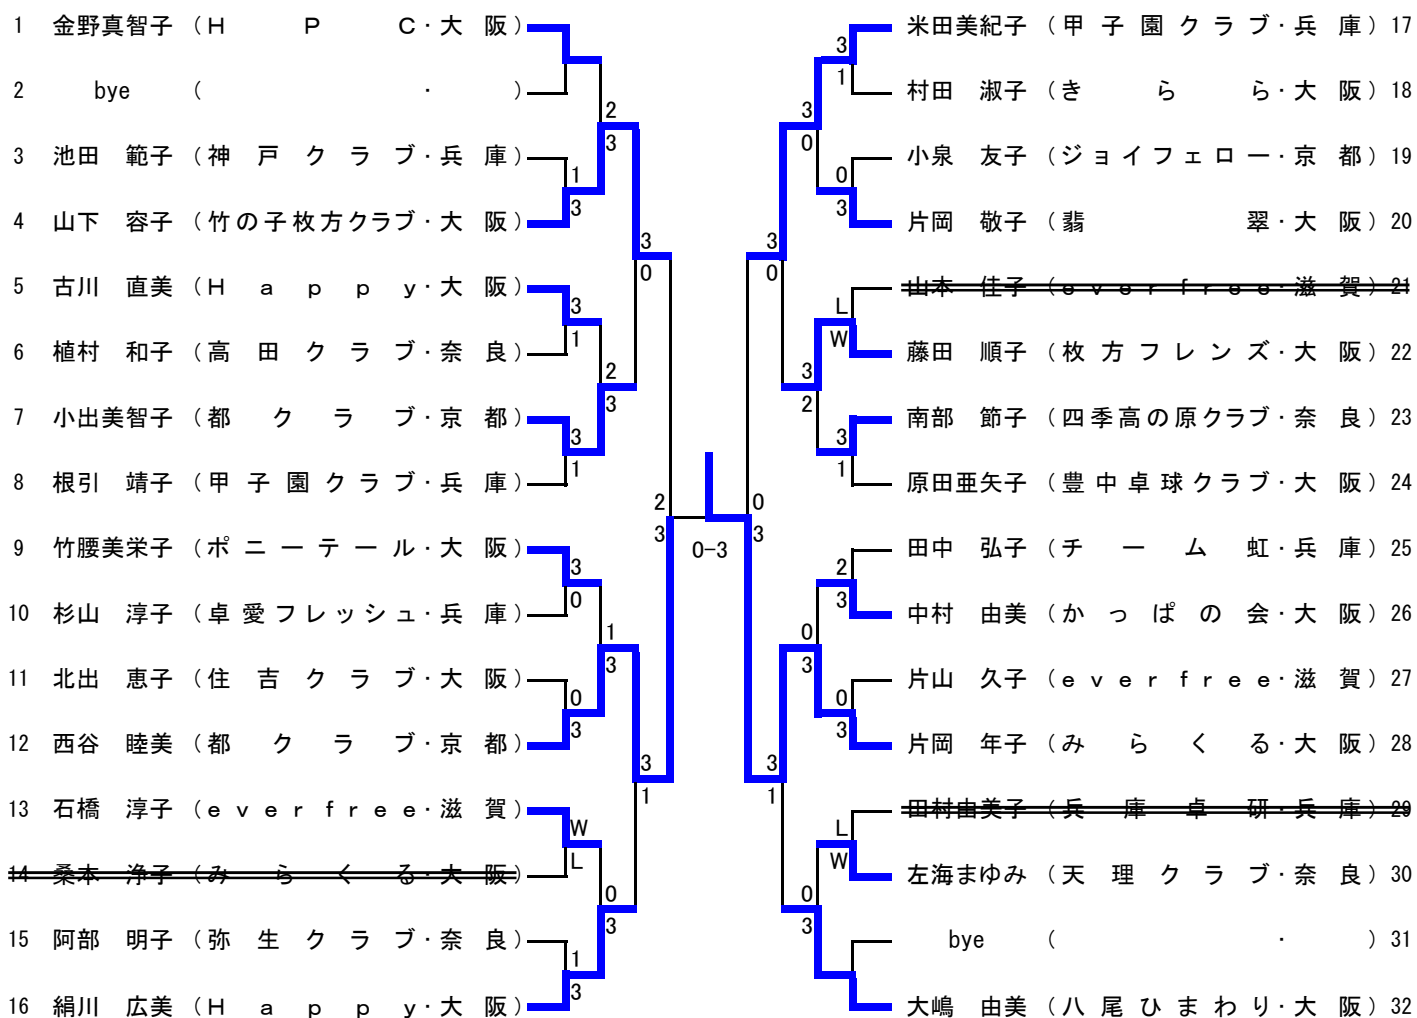 1 金野真智子 (H P C・大 阪)
2 bye ( ・ )
2
3
3 池田 範子 (神 戸 ク ラ ブ・兵 庫)
1
3
4 山下 容子 (竹の子枚方クラブ・大 阪)
3
0
5 古川 直美 (H a p p y・大 阪)
3
1
6 植村 和子 (高 田 ク ラ ブ・奈 良)
2
3
7 小出美智子 (都 ク ラ ブ・京 都)
3
1
8 根引 靖子 (甲 子 園 ク ラ ブ・兵 庫)
2
3
9 竹腰美栄子 (ポ ニ ー テ ー ル・大 阪)
3
0
10 杉山 淳子 (卓 愛 フ レ ッ シ ュ・兵 庫)
1
3
11 北出 恵子 (住 吉 ク ラ ブ・大 阪)
0
3
12 西谷 睦美 (都 ク ラ ブ・京 都)
3
1
13 石橋 淳子 (e v e r f r e e・滋 賀)
W
L
14 桑本 浄子 (み ら く る・大 阪)
0
3
15 阿部 明子 (弥 生 ク ラ ブ・奈 良)
1
3
16 絹川 広美 (H a p p y・大 阪)
0-3
米田美紀子 (甲 子 園 ク ラ ブ・兵 庫) 17
3
1
村田 淑子 (き ら ら・大 阪) 18
3
0
小泉 友子 (ジ ョ イ フ ェ ロ ー・京 都) 19
0
3
片岡 敬子 (翡 翠・大 阪) 20
3
0
山本 佳子 (e v e r f r e e・滋 賀) 21
L
W
藤田 順子 (枚 方 フ レ ン ズ・大 阪) 22
3
2
南部 節子 (四季高の原クラブ・奈 良) 23
3
1
原田亜矢子 (豊 中 卓 球 ク ラ ブ・大 阪) 24
0
3
田中 弘子 (チ ー ム 虹・兵 庫) 25
2
3
中村 由美 (か っ ぱ の 会・大 阪) 26
0
3
片山 久子 (e v e r f r e e・滋 賀) 27
0
3
片岡 年子 (み ら く る・大 阪) 28
3
1
田村由美子 (兵 庫 卓 研・兵 庫) 29
L
W
左海まゆみ (天 理 ク ラ ブ・奈 良) 30
0
3
bye ( ・ ) 31
大嶋 由美 (八 尾 ひ ま わ り・大 阪) 32